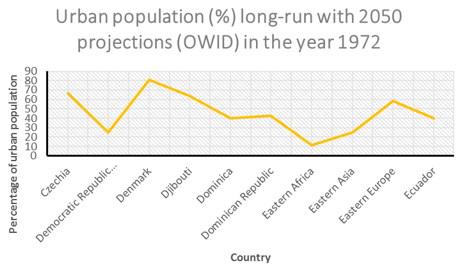 Urban population (%) long-run with 2050
projections (OWID) in the year 1972
Percentage of urban population
90
80
70
60
50
40
30
20
10
0
Czechia
Democratic Republic...
Denmark
Djibouti
Dominica
Dominican Republic
Eastern Africa
Eastern Asia
Eastern Europe
Ecuador
Country